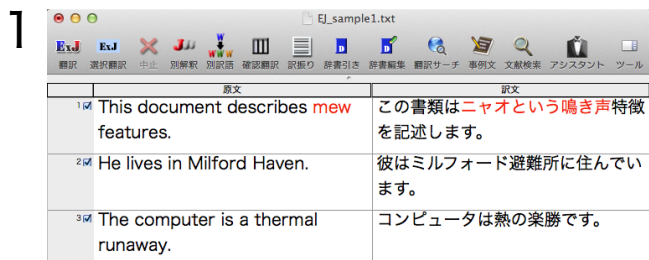 1
EJ_sample1.txt
ExJ ExJ JJJ W W W W D D
翻訳 選択翻訳 中止 別解釈 別訳語 確認翻訳 訳振り 辞書引き 辞書編集 翻訳サーチ 事例文 文献検索 アシスタント ツール
原文 訳文
1 This document describes mew この書類はニャオという鳴き声特徴
features. を記述します。
2 He lives in Milford Haven. 彼はミルフォード避難所に住んでい
ます。
3 The computer is a thermal コンピュータは熱の楽勝です。
runaway.